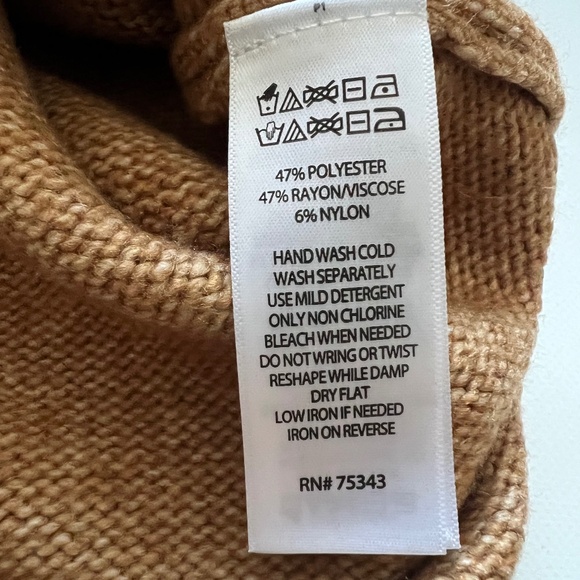 47% POLYESTER
47% RAYON/VISCOSE
6% NYLON
HAND WASH COLD
WASH SEPARATELY
USE MILD DETERGENT
ONLY NON CHLORINE
BLEACH WHEN NEEDED
DO NOT WRING OR TWIST
RESHAPE WHILE DAMP
DRY FLAT
LOW IRON IF NEEDED
IRON ON REVERSE
RN# 75343